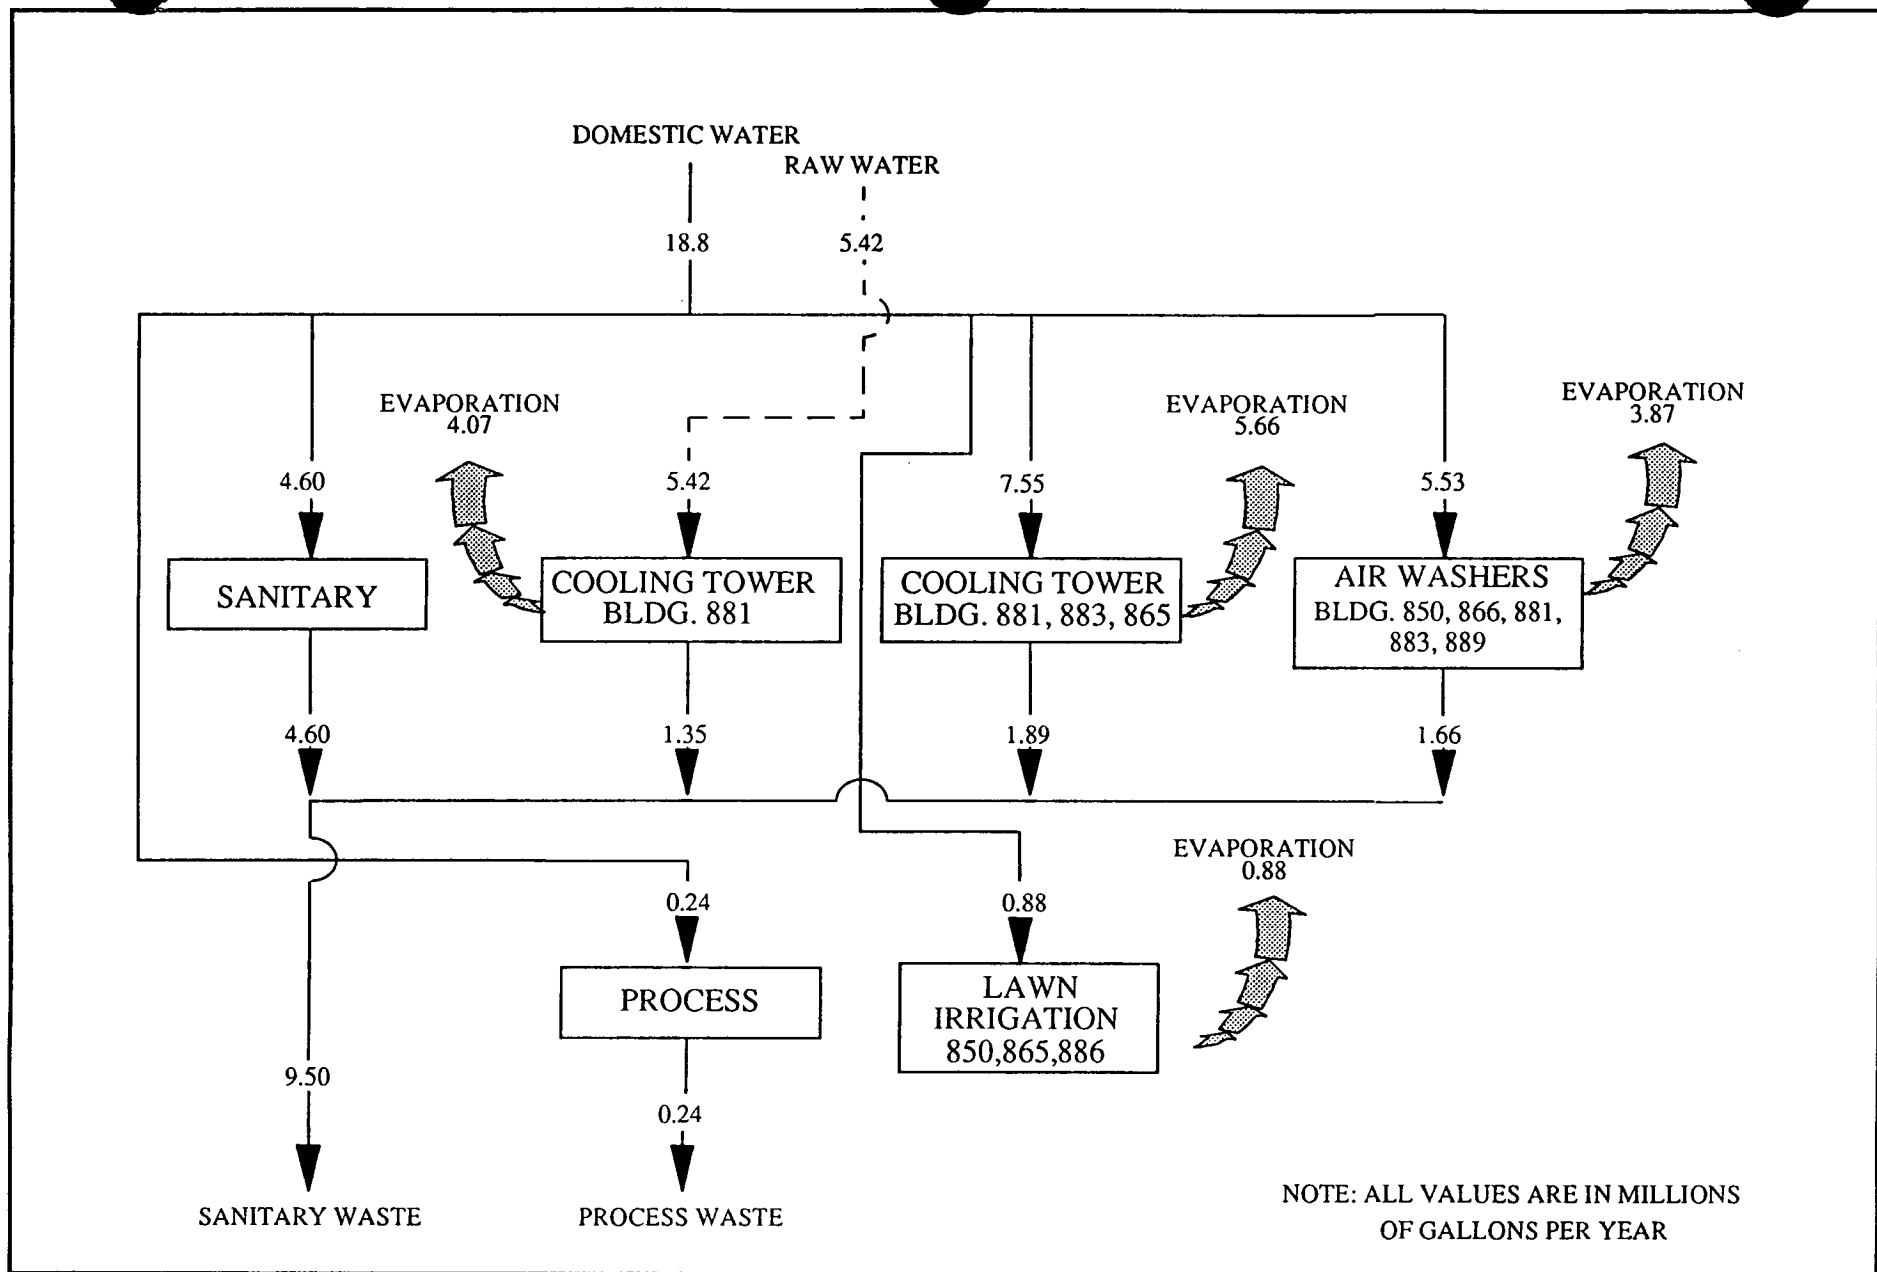 DOMESTIC WATER
RAW WATER
18.8
5.42
EVAPORATION
4.07
EVAPORATION
5.66
EVAPORATION
3.87
4.60
5.42
7.55
5.53
SANITARY
COOLING TOWER
BLDG. 881
COOLING TOWER
BLDG. 881, 883, 865
AIR WASHERS
BLDG. 850, 866, 881,
883, 889
4.60
1.35
1.89
1.66
EVAPORATION
0.88
0.24
0.88
PROCESS
LAWN
IRRIGATION
850,865,886
9.50
0.24
SANITARY WASTE
PROCESS WASTE
NOTE: ALL VALUES ARE IN MILLIONS
OF GALLONS PER YEAR